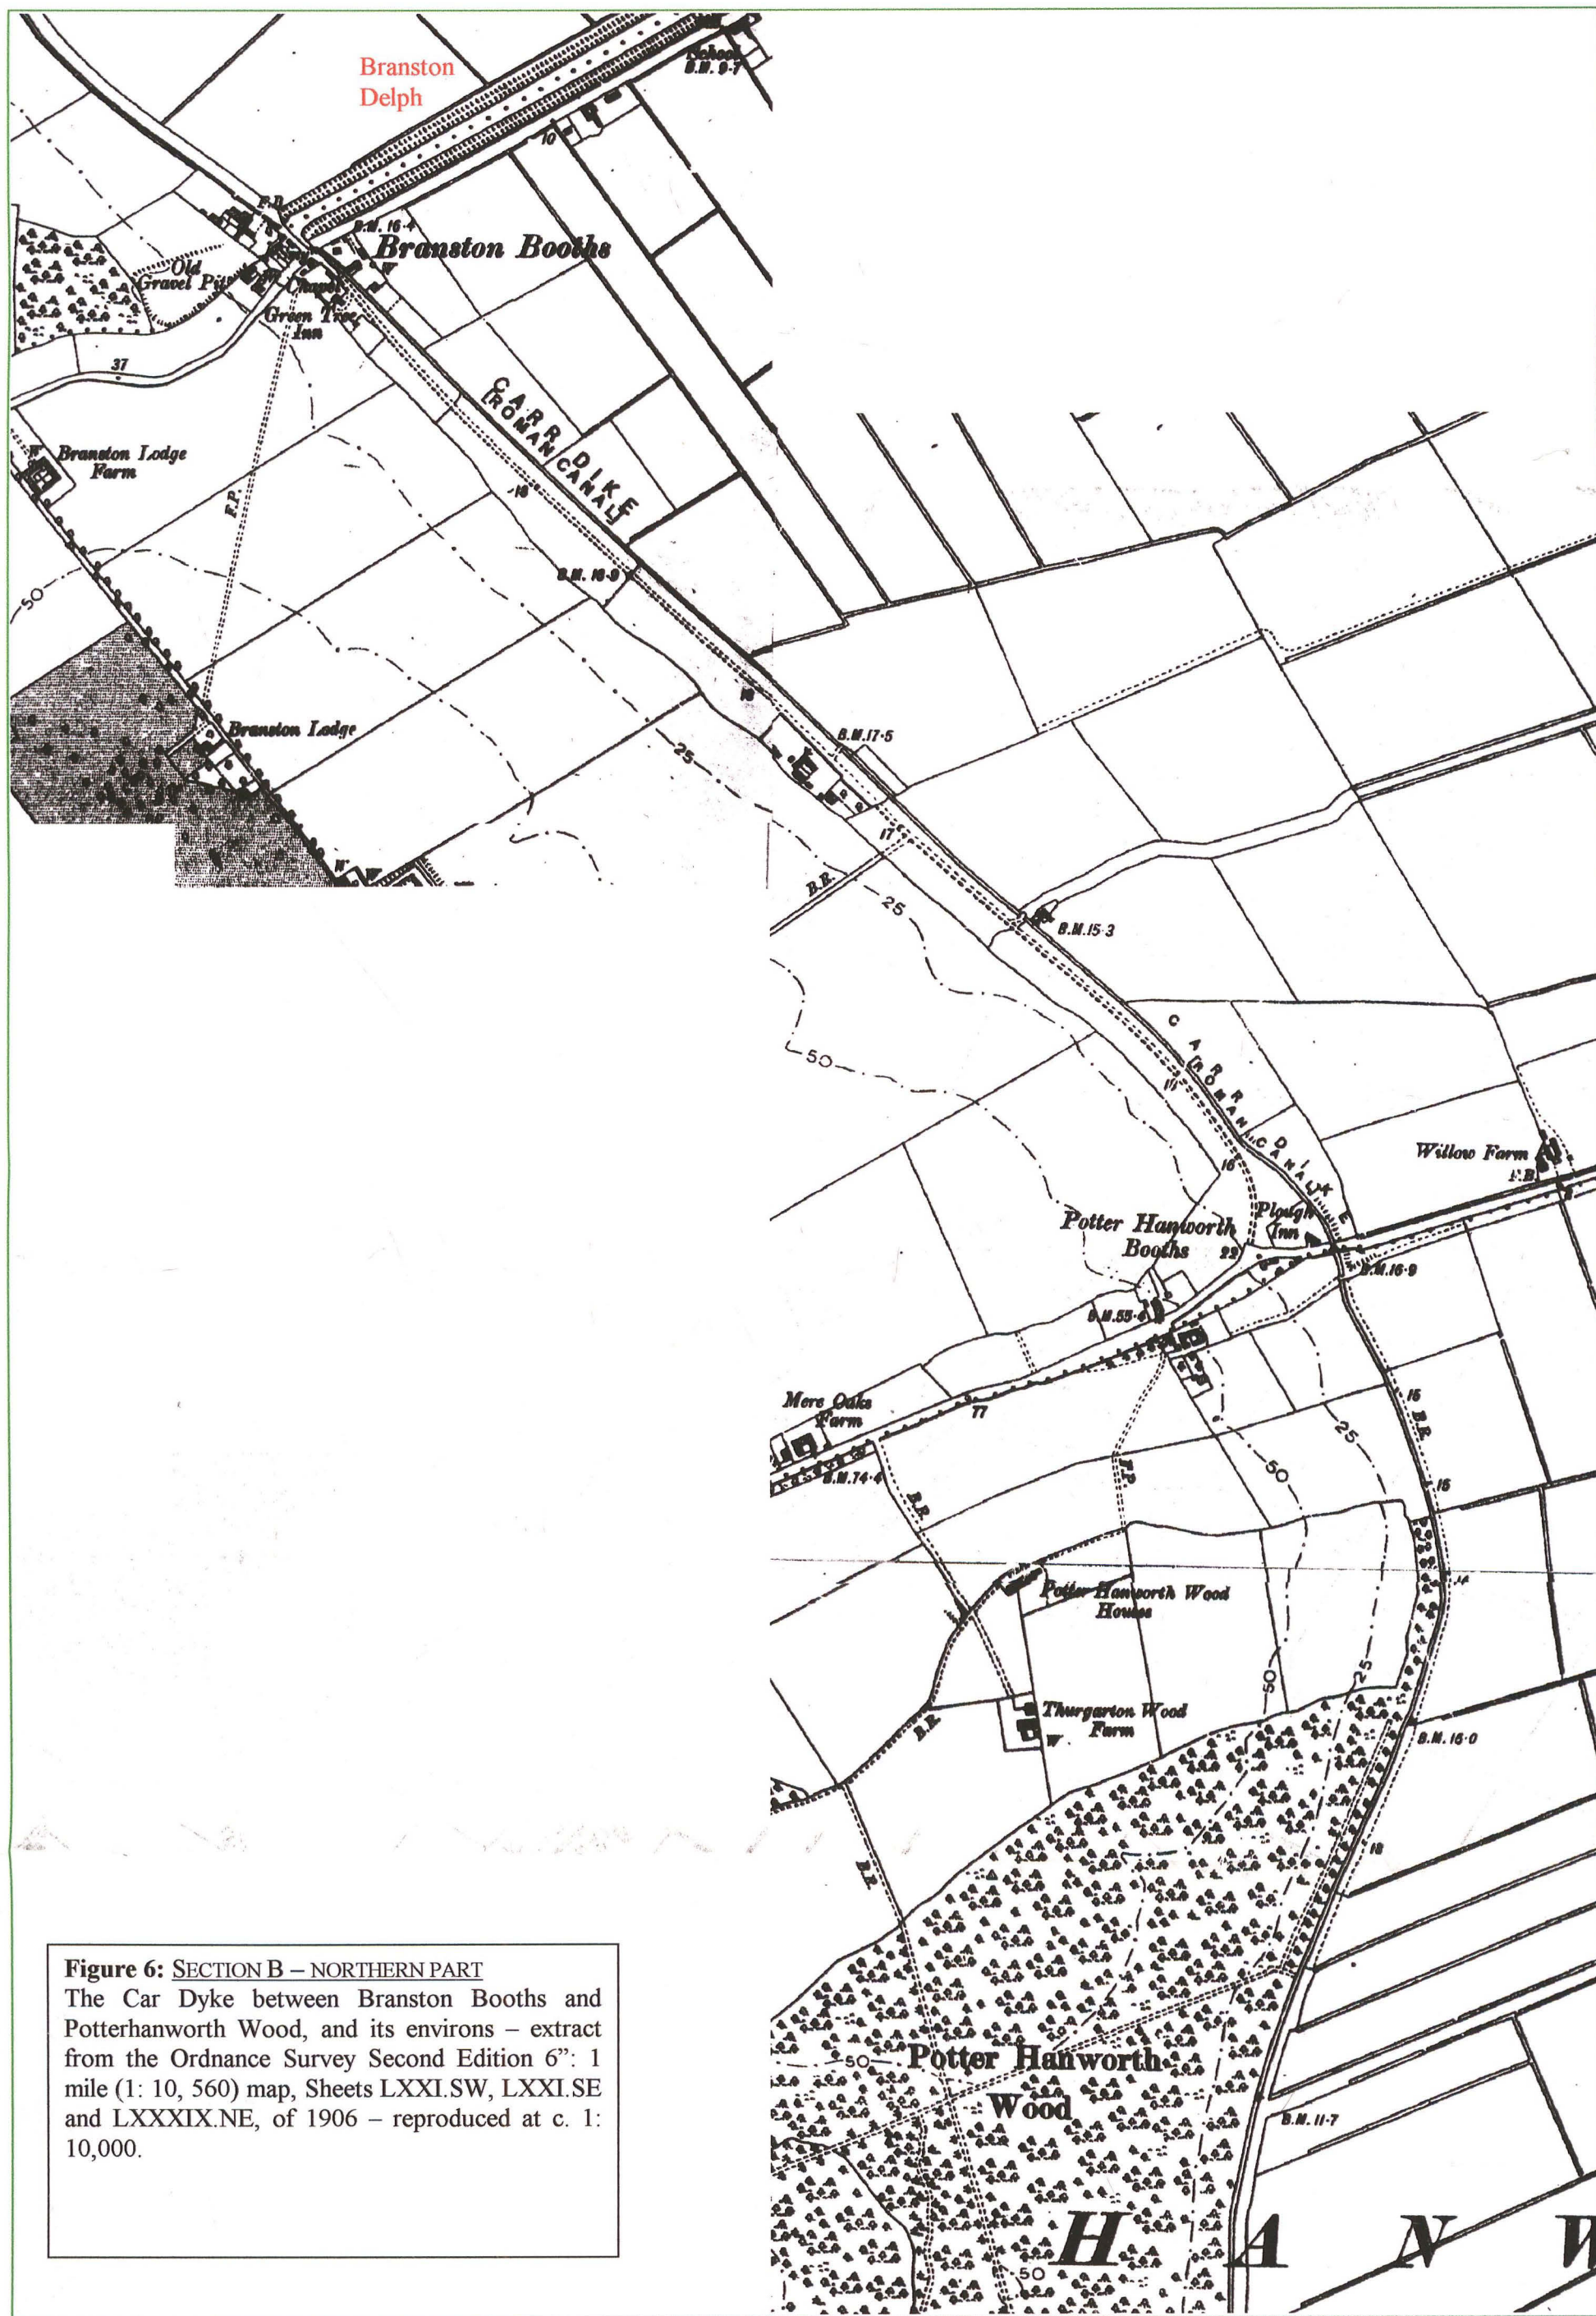 Branston
Delph
School
B.M. 9·7
10
F.B.
B.M. 16·4
Branston Booths
W
Old
Gravel Pit
W
Chapel
Green Tree
Inn
37
CARR DIKE
(ROMAN CANAL)
W
Branston Lodge
Farm
F.P.
18
B.M. 16·9
50
18
Branston Lodge
25
B.M. 17·5
17
B.R.
25
W
W
B.M. 15·3
50
CARR DIKE
(ROMAN CANAL)
16
Willow Farm
F.B.
Plough
Inn
Potter Hanworth
Booths
22
B.M. 16·9
B.M. 55·4
15
B.R.
Mere Oaks
Farm
77
25
50
B.M. 74·4
F.P.
15
B.R.
14
Potter Hanworth Wood
Houses
50
25
Thurgarton Wood
Farm
W
B.R.
B.M. 16·0
18
B.R.
50
Potter Hanworth
Wood
B.M. 11·7
H A N W
50
Figure 6: SECTION B – NORTHERN PART
The Car Dyke between Branston Booths and
Potterhanworth Wood, and its environs – extract
from the Ordnance Survey Second Edition 6”: 1
mile (1: 10, 560) map, Sheets LXXI.SW, LXXI.SE
and LXXXIX.NE, of 1906 – reproduced at c. 1:
10,000.